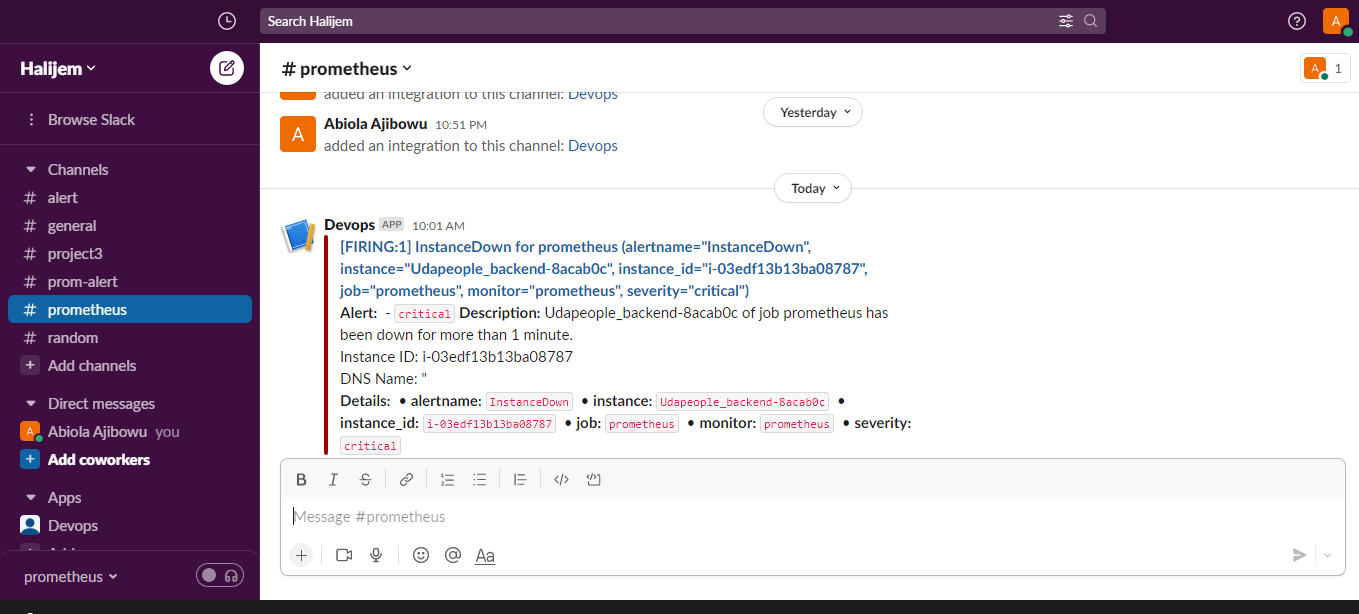 Search Halijem
A
Halijem
# prometheus
A 1
added an integration to this channel: Devops
Yesterday
Browse Slack
A
Abiola Ajibowu 10:51 PM
added an integration to this channel: Devops
Channels
# alert
# general
# project3
# prom-alert
# prometheus
# random
+ Add channels
Direct messages
A Abiola Ajibowu you
+ Add coworkers
Apps
Devops
prometheus
Today
Devops APP 10:01 AM
[FIRING:1] InstanceDown for prometheus (alertname="InstanceDown",
instance="Udapeople_backend-8acab0c", instance_id="i-03edf13b13ba08787",
job="prometheus", monitor="prometheus", severity="critical")
Alert: - critical Description: Udapeople_backend-8acab0c of job prometheus has
been down for more than 1 minute.
Instance ID: i-03edf13b13ba08787
DNS Name: "
Details: • alertname: InstanceDown • instance: Udapeople_backend-8acab0c •
instance_id: i-03edf13b13ba08787 • job: prometheus • monitor: prometheus • severity:
critical
B I S
Message #prometheus
+ @ Aa